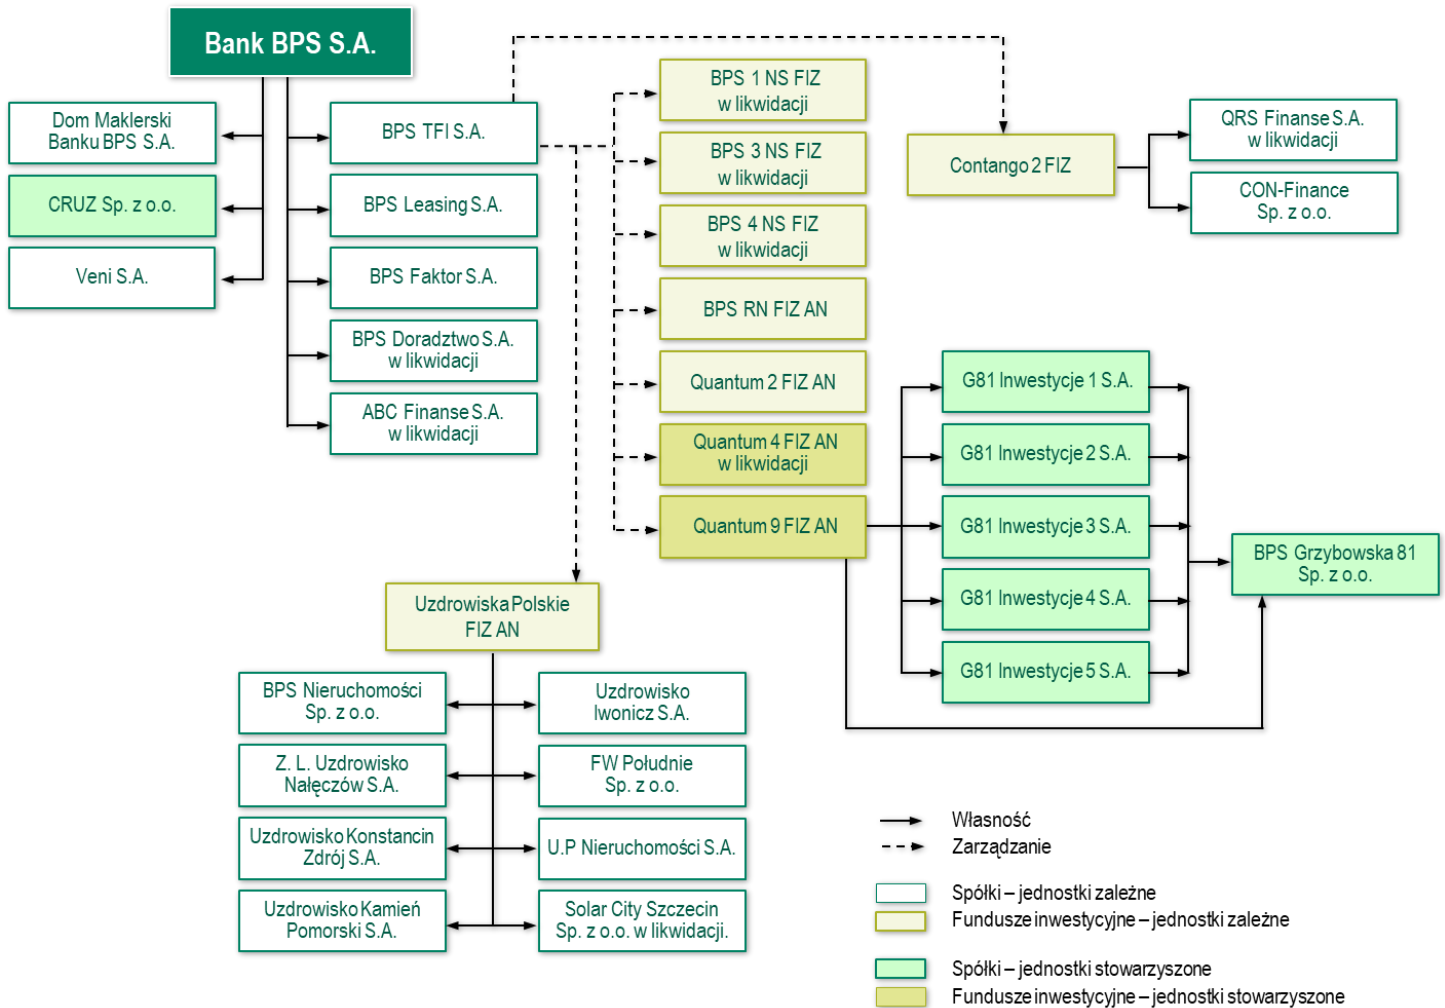 Bank BPS S.A.
Dom Maklerski
Banku BPS S.A.
CRUZ Sp. z o.o.
Veni S.A.
BPS TFI S.A.
BPS Leasing S.A.
BPS Faktor S.A.
BPS Doradztwo S.A.
w likwidacji
ABC Finanse S.A.
w likwidacji
BPS 1 NS FIZ
w likwidacji
BPS 3 NS FIZ
w likwidacji
BPS 4 NS FIZ
w likwidacji
BPS RN FIZ AN
Quantum 2 FIZ AN
Quantum 4 FIZ AN
w likwidacji
Quantum 9 FIZ AN
Contango 2 FIZ
QRS Finanse S.A.
w likwidacji
CON-Finance
Sp. z o.o.
G81 Inwestycje 1 S.A.
G81 Inwestycje 2 S.A.
G81 Inwestycje 3 S.A.
G81 Inwestycje 4 S.A.
G81 Inwestycje 5 S.A.
BPS Grzybowska 81
Sp. z o.o.
Uzdrowiska Polskie
FIZ AN
BPS Nieruchomości
Sp. z o.o.
Z. L. Uzdrowisko
Nałęczów S.A.
Uzdrowisko Konstancin
Zdrój S.A.
Uzdrowisko Kamień
Pomorski S.A.
Uzdrowisko
Iwonicz S.A.
FW Południe
Sp. z o.o.
U.P Nieruchomości S.A.
Solar City Szczecin
Sp. z o.o. w likwidacji.
Własność
Zarządzanie
Spółki – jednostki zależne
Fundusze inwestycyjne – jednostki zależne
Spółki – jednostki stowarzyszone
Fundusze inwestycyjne – jednostki stowarzyszone